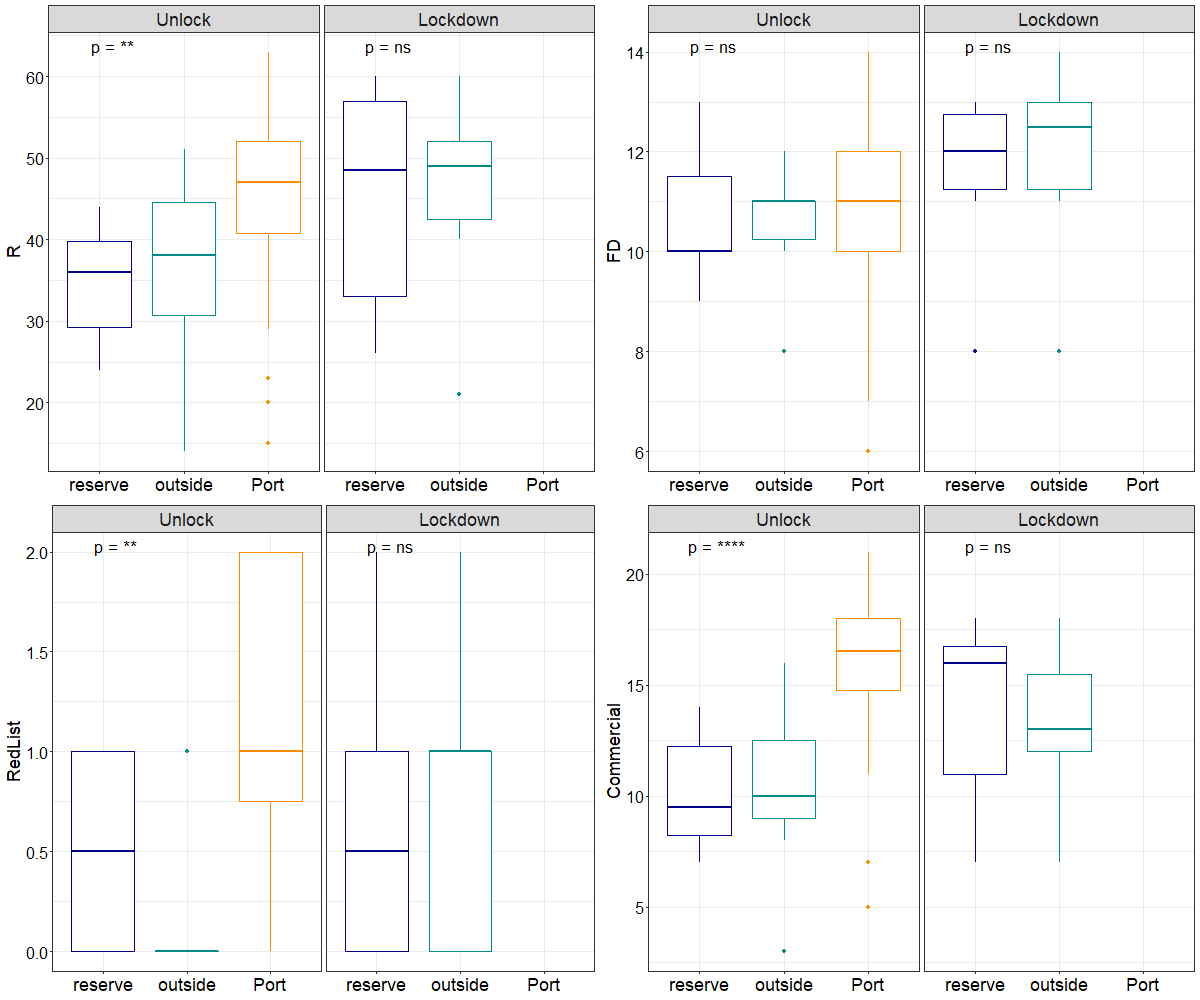 Unlock Lockdown
p = ** p = ns
60
50
40
30
20
R
reserve outside Port reserve outside Port
Unlock Lockdown
p = ns p = ns
14
12
10
8
6
FD
reserve outside Port reserve outside Port
Unlock Lockdown
p = ** p = ns
2.0
1.5
1.0
0.5
0.0
RedList
reserve outside Port reserve outside Port
Unlock Lockdown
p = **** p = ns
20
15
10
5
Commercial
reserve outside Port reserve outside Port